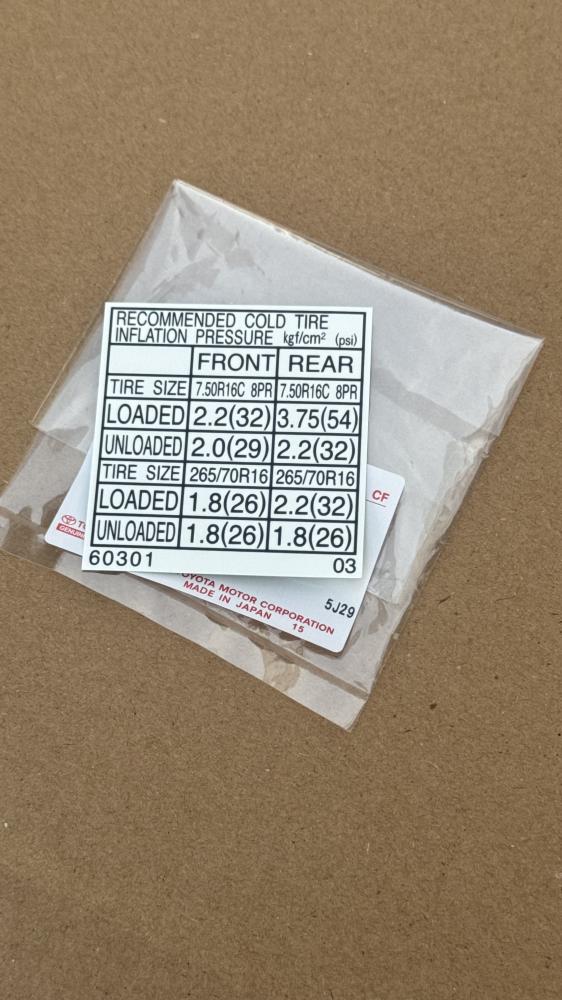 RECOMMENDED COLD TIRE
INFLATION PRESSURE kgf/cm² (psi)
FRONT REAR
TIRE SIZE 7.50R16C 8PR 7.50R16C 8PR
LOADED 2.2(32) 3.75(54)
UNLOADED 2.0(29) 2.2(32)
TIRE SIZE 265/70R16 265/70R16
LOADED 1.8(26) 2.2(32)
UNLOADED 1.8(26) 1.8(26)
60301 03
CF
OYOTA MOTOR CORPORATION
MADE IN JAPAN 15
5J29